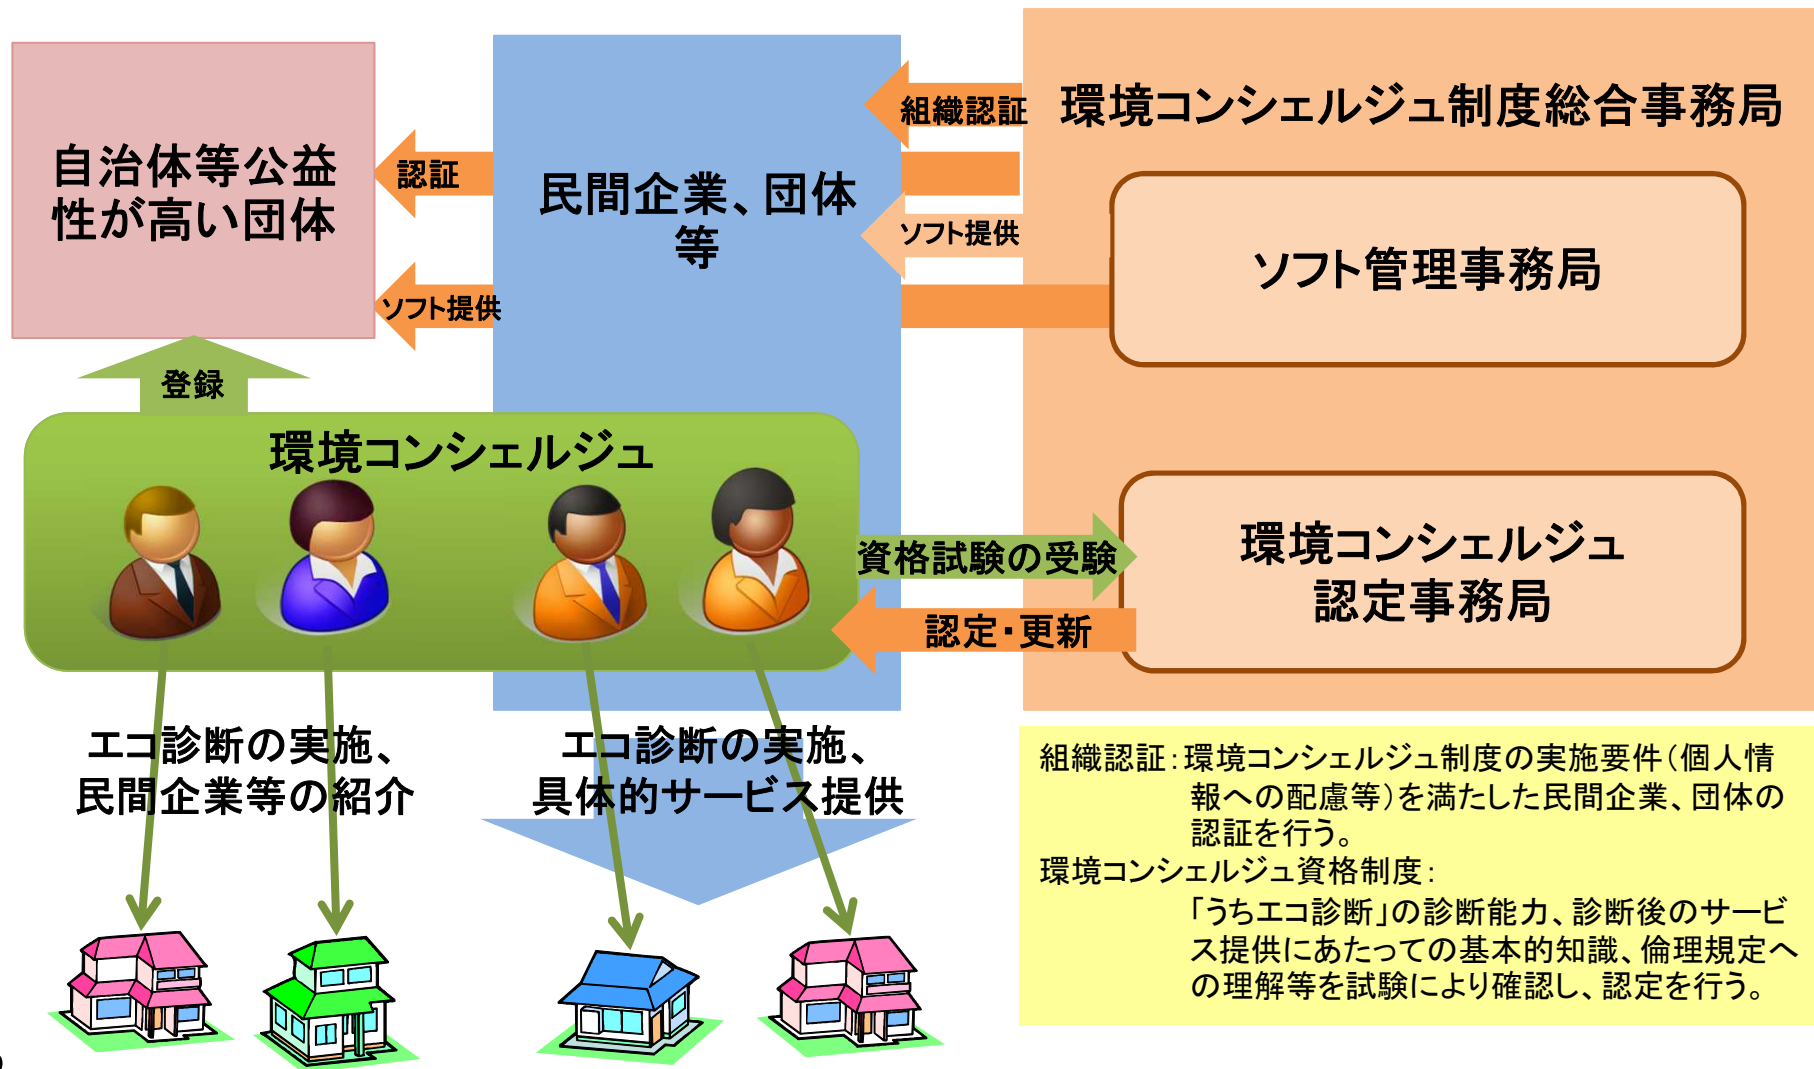 自治体等公益
性が高い団体
認証
ソフト提供
登録
民間企業、団体
等
組織認証
ソフト提供
環境コンシェルジュ制度総合事務局
ソフト管理事務局
環境コンシェルジュ
認定事務局
環境コンシェルジュ
資格試験の受験
認定・更新
エコ診断の実施、
民間企業等の紹介
エコ診断の実施、
具体的サービス提供
組織認証:環境コンシェルジュ制度の実施要件(個人情
報への配慮等)を満たした民間企業、団体の
認証を行う。
環境コンシェルジュ資格制度:
「うちエコ診断」の診断能力、診断後のサービ
ス提供にあたっての基本的知識、倫理規定へ
の理解等を試験により確認し、認定を行う。